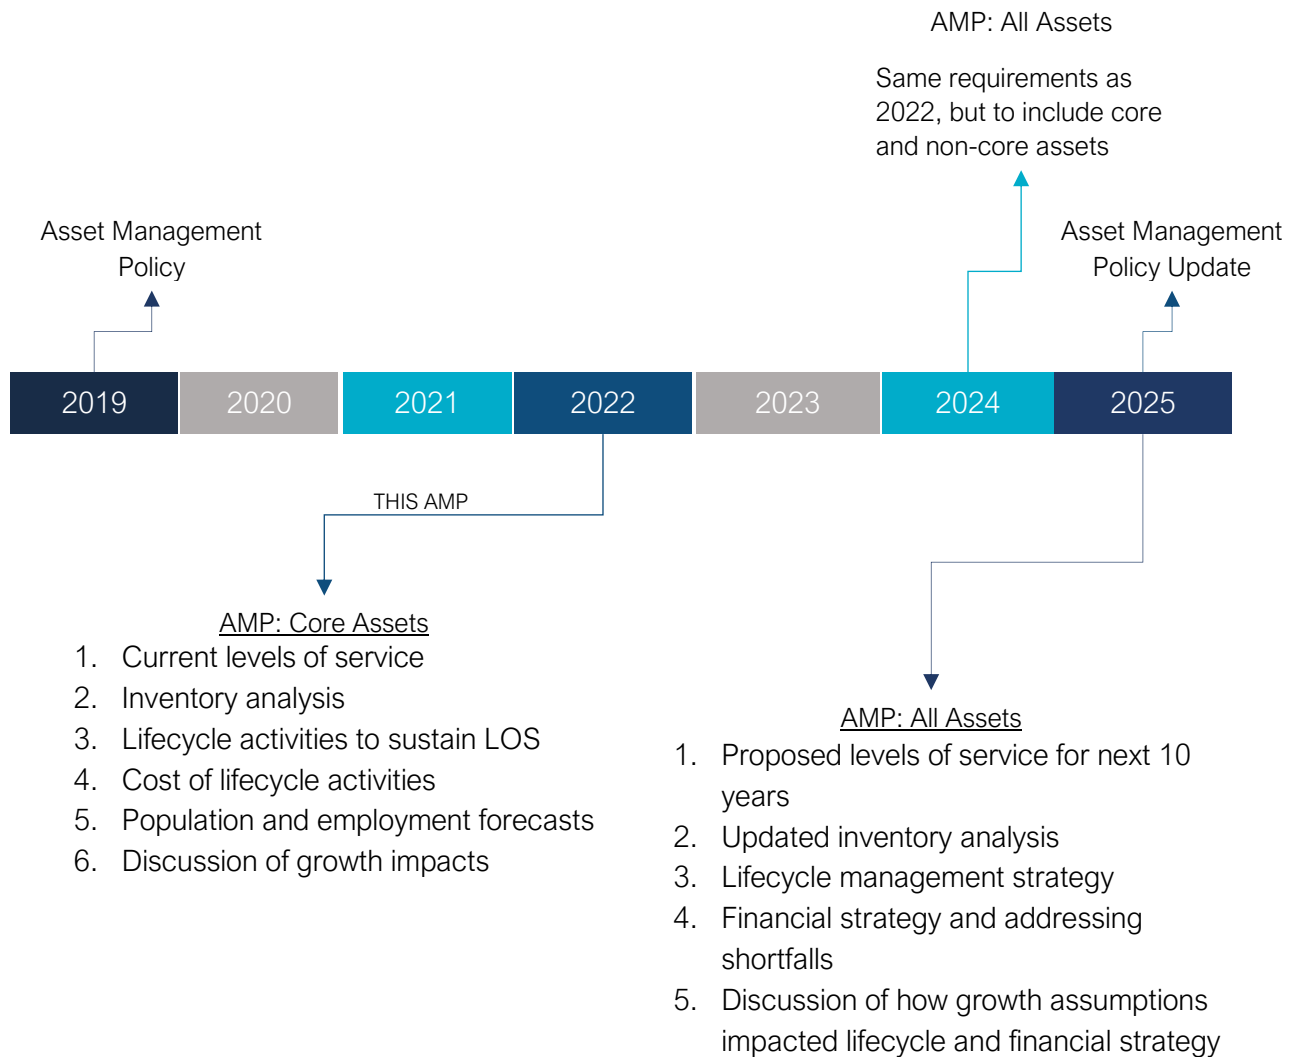 AMP: All Assets
Same requirements as
2022, but to include core
and non-core assets
Asset Management
Policy
Asset Management
Policy Update
2019
2020
2021
2022
2023
2024
2025
THIS AMP
AMP: Core Assets
1. Current levels of service
2. Inventory analysis
3. Lifecycle activities to sustain LOS
4. Cost of lifecycle activities
5. Population and employment forecasts
6. Discussion of growth impacts
AMP: All Assets
1. Proposed levels of service for next 10
years
2. Updated inventory analysis
3. Lifecycle management strategy
4. Financial strategy and addressing
shortfalls
5. Discussion of how growth assumptions
impacted lifecycle and financial strategy